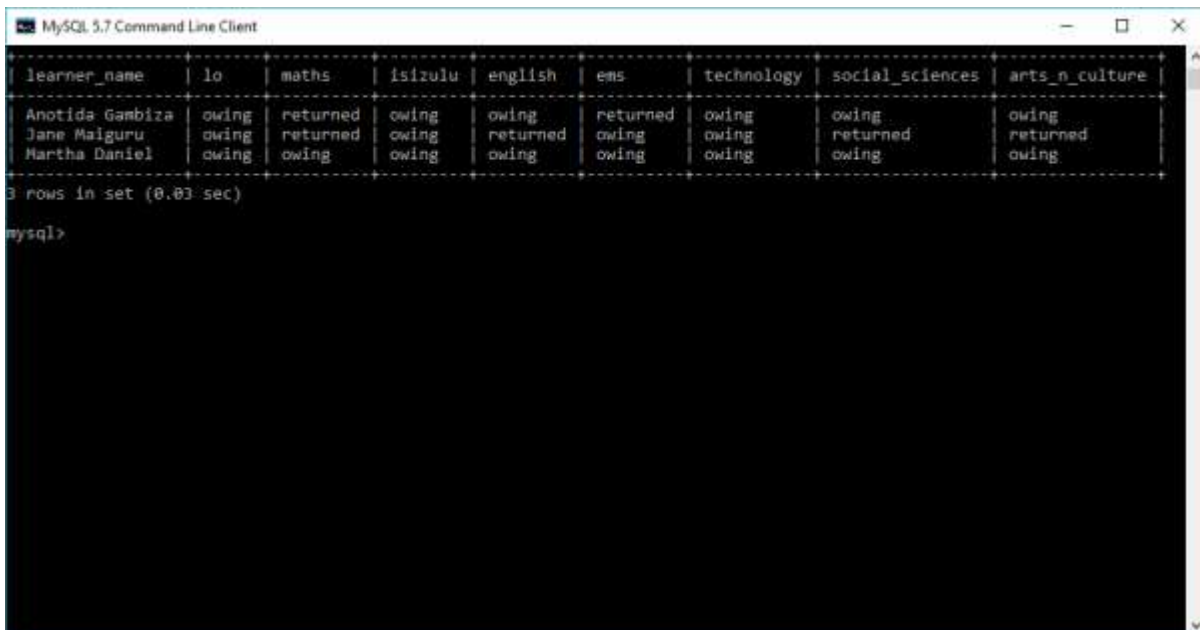 MySQL 5.7 Command Line Client
| learner_name | lo | maths | isizulu | english | ems | technology | social_sciences | arts_n_culture |
| Anotida Gambiza | owing | returned | owing | owing | returned | owing | owing | owing |
| Jane Maiguru | owing | returned | owing | returned | owing | owing | returned | returned |
| Martha Daniel | owing | owing | owing | owing | owing | owing | owing | owing |
3 rows in set (0.03 sec)
mysql>